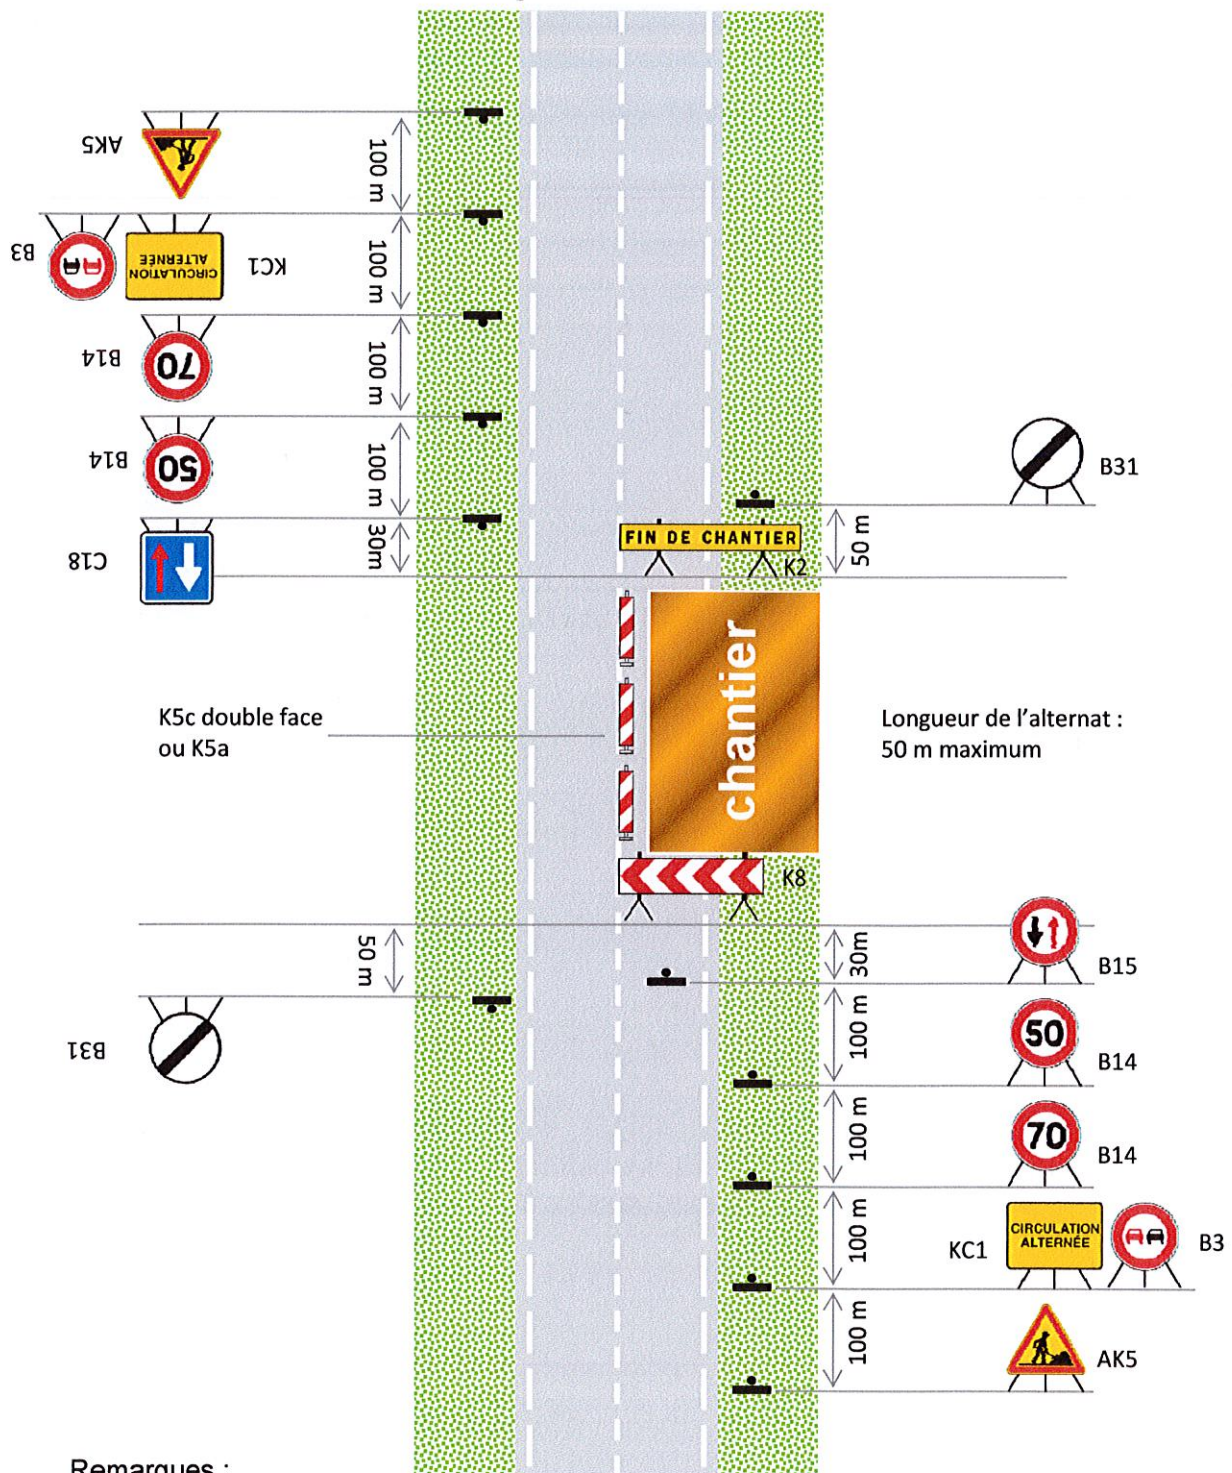 AK5
100 m
B3
CIRCULATION
ALTERNÉE
KC1
100 m
B14
70
100 m
B14
50
100 m
C18
30m
B31
50 m
FIN DE CHANTIER
K2
chantier
K5c double face
ou K5a
Longueur de l'alternat :
50 m maximum
K8
50 m
B31
30m
B15
100 m
50
B14
100 m
70
B14
100 m
KC1
CIRCULATION
ALTERNÉE
B3
100 m
AK5
Remarques :